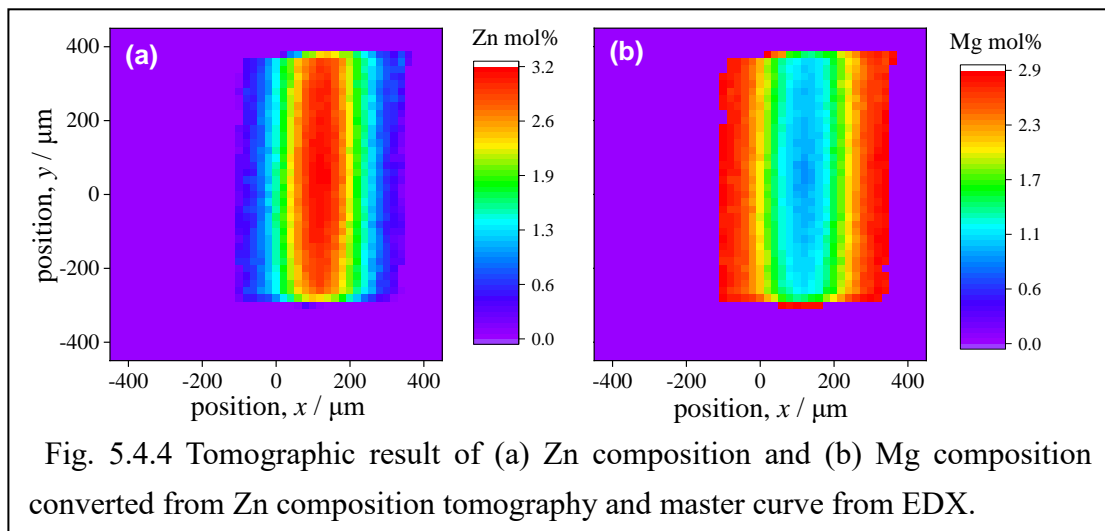 (a)
Zn mol%
450
200
0
-200
-450
position, y / μm
-400 -200 0 200 400
position, x / μm
3.2
2.6
1.9
1.3
0.6
0.0
(b)
Mg mol%
-400 -200 0 200 400
position, x / μm
2.9
2.3
1.7
1.1
0.6
0.0
Fig. 5.4.4 Tomographic result of (a) Zn composition and (b) Mg composition
converted from Zn composition tomography and master curve from EDX.